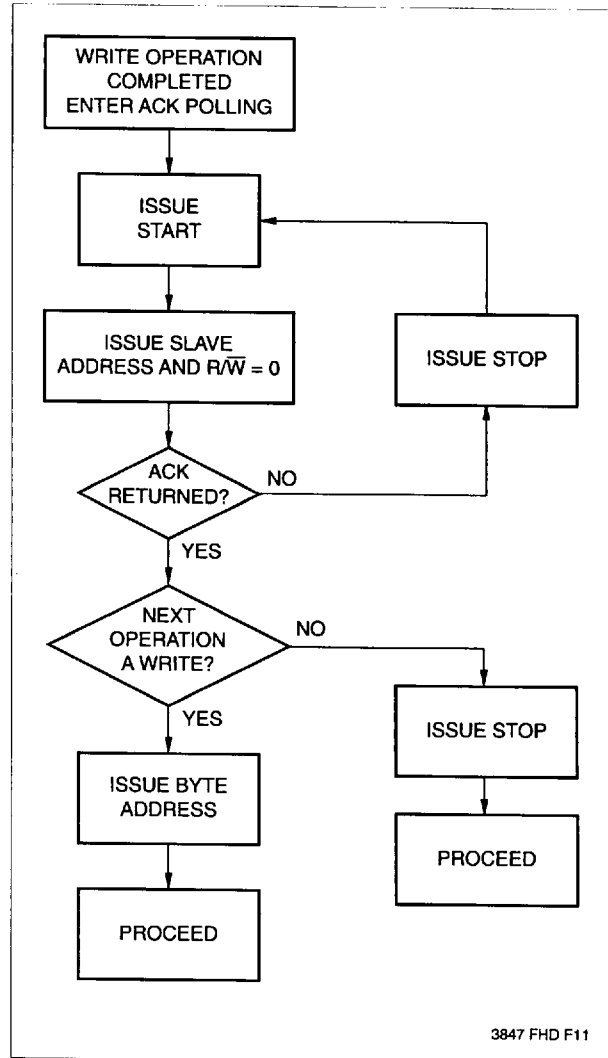 WRITE OPERATION
COMPLETED
ENTER ACK POLLING
ISSUE
START
ISSUE SLAVE
ADDRESS AND R/W̅ = 0
ISSUE STOP
ACK
RETURNED?
NO
YES
NEXT
OPERATION
A WRITE?
NO
YES
ISSUE STOP
ISSUE BYTE
ADDRESS
PROCEED
PROCEED
3847 FHD F11